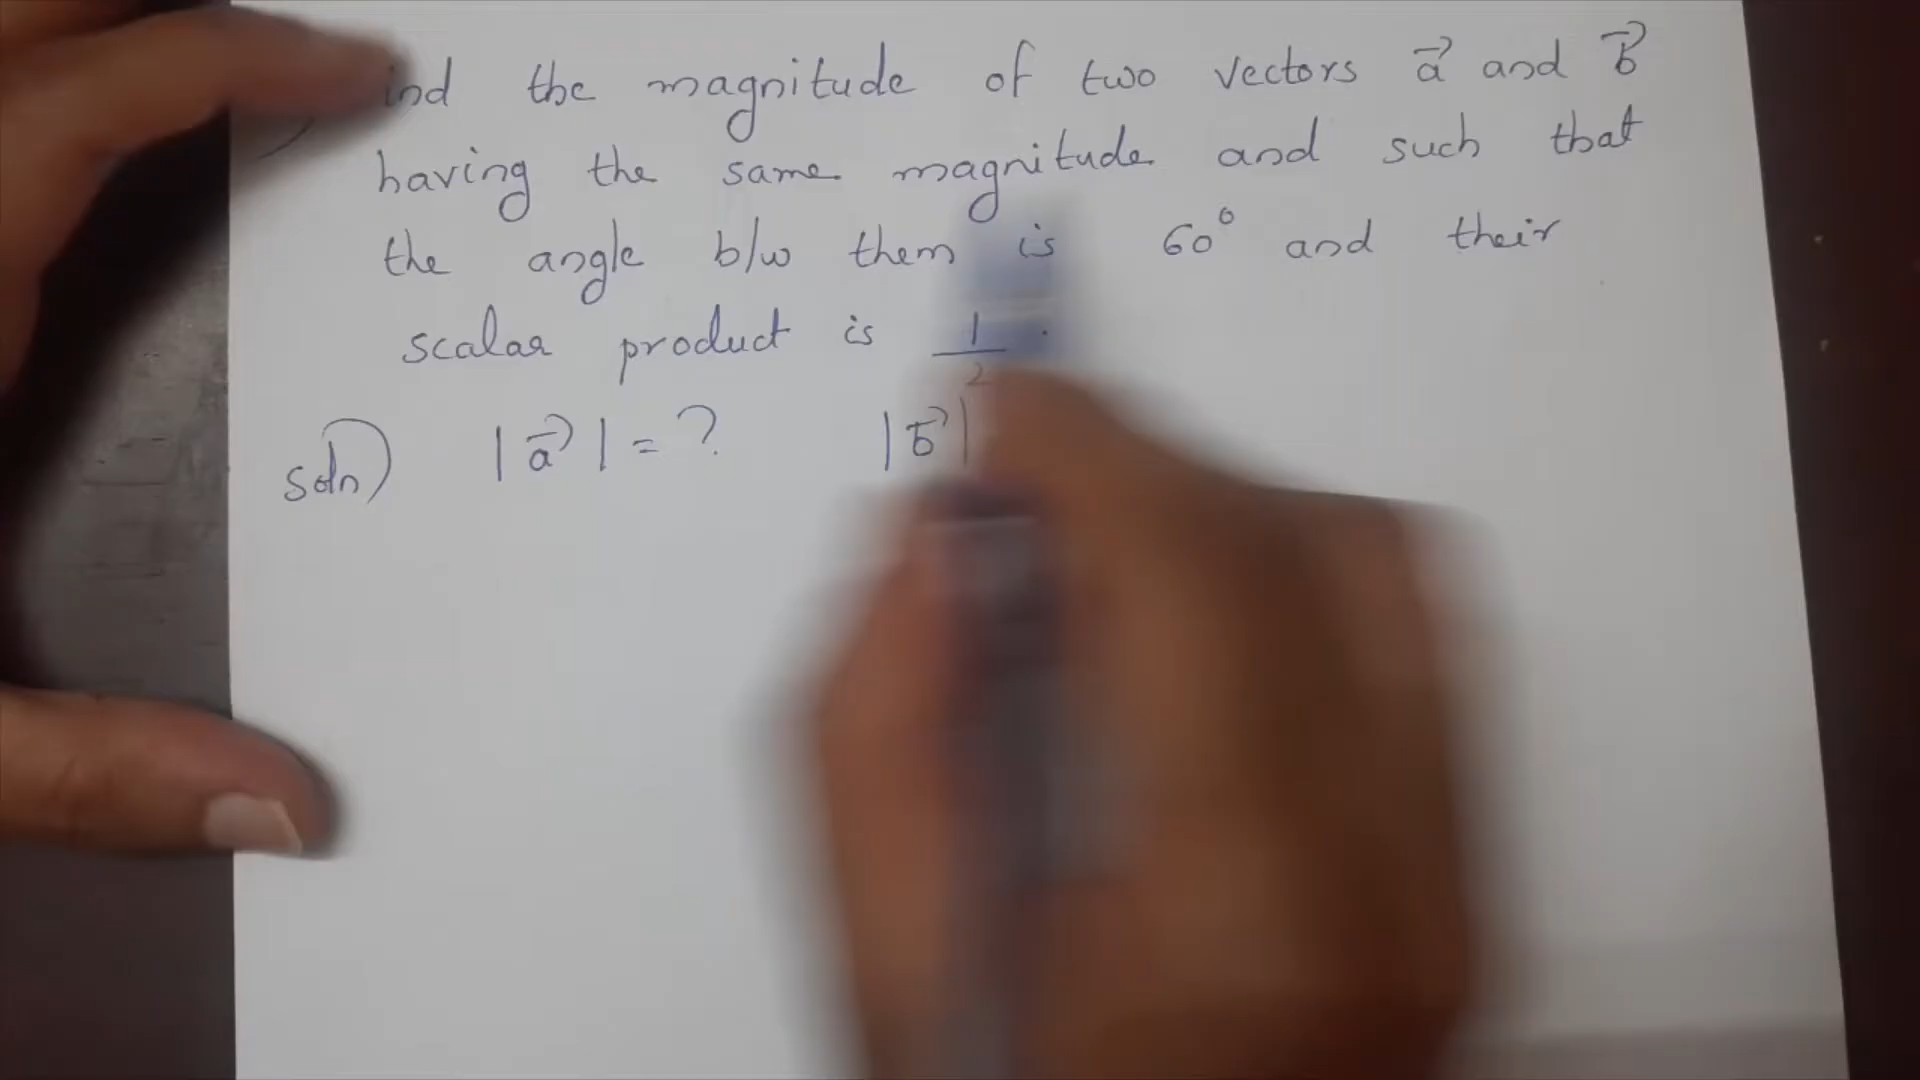 the magnitude of two vectors a⃗ and b⃗
having the same magnitude and such that
the angle b/w them is 60° and their
scalar product is 1/2.
soln) |a⃗| = ? |b⃗|